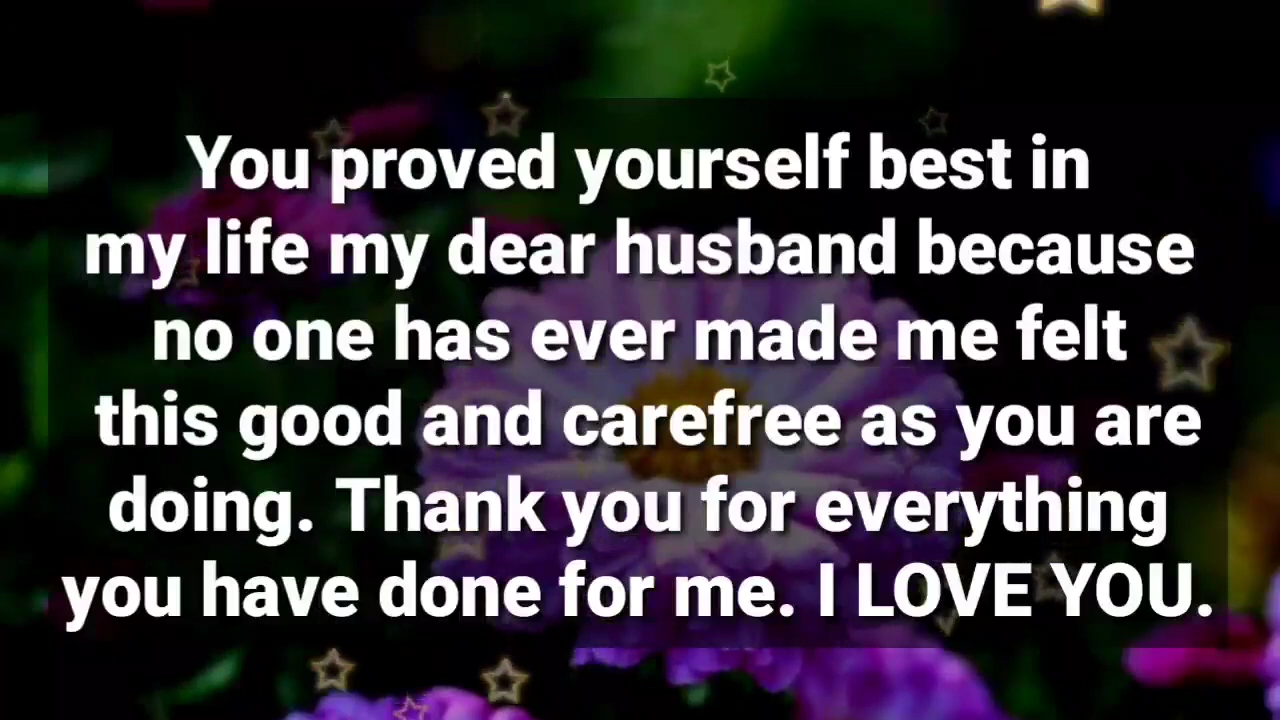 You proved yourself best in
my life my dear husband because
no one has ever made me felt
this good and carefree as you are
doing. Thank you for everything
you have done for me. I LOVE YOU.